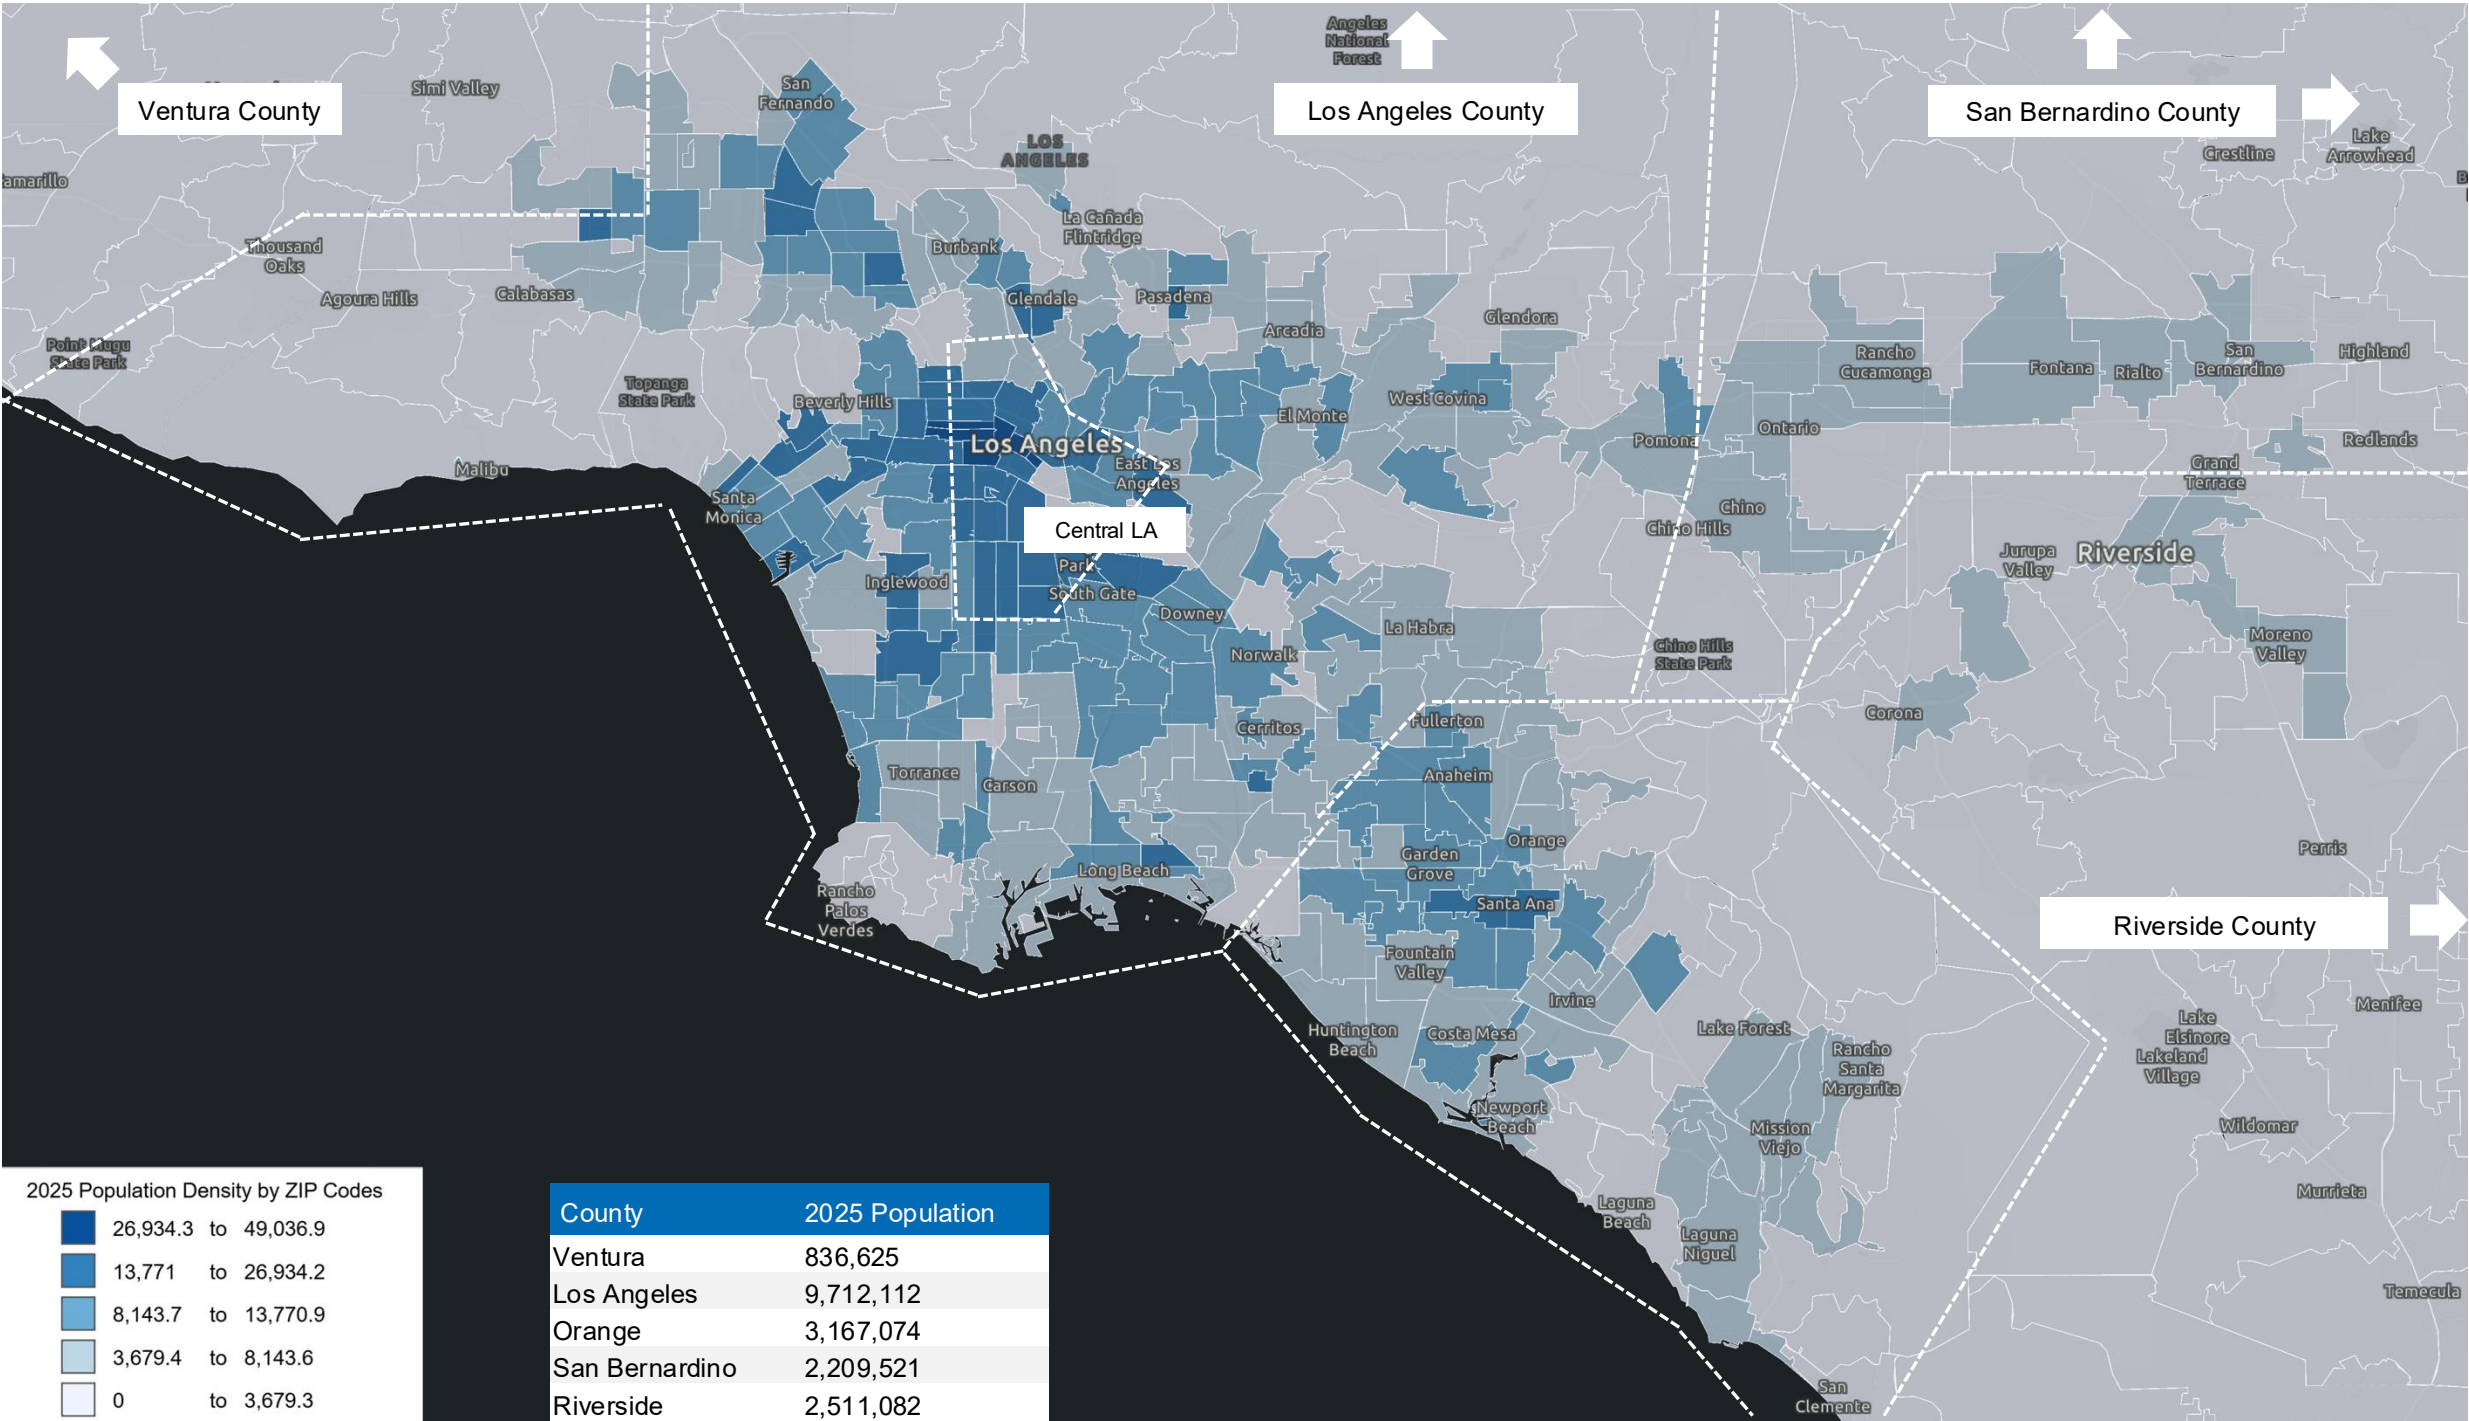 Angeles
National
Forest
Simi Valley
San
Fernando
Ventura County
Los Angeles County
San Bernardino County
LOS
ANGELES
Lake
Arrowhead
Crestline
amarillo
La Cañada
Flintridge
Thousand
Oaks
Burbank
Agoura Hills
Calabasas
Glendale
Pasadena
Arcadia
Glendora
Point Mugu
State Park
Topanga
State Park
Beverly Hills
West Covina
El Monte
Rancho
Cucamonga
Fontana
Rialto
San
Bernardino
Highland
Los Angeles
East Los
Angeles
Pomona
Ontario
Redlands
Grand
Terrace
Malibu
Santa
Monica
Central LA
Chino
Chino Hills
Jurupa
Valley
Riverside
Park
Inglewood
South Gate
Downey
La Habra
Norwalk
Chino Hills
State Park
Moreno
Valley
Corona
Cerritos
Fullerton
Torrance
Carson
Anaheim
Orange
Garden
Grove
Perris
Long Beach
Rancho
Palos
Verdes
Santa Ana
Riverside County
Fountain
Valley
Irvine
Huntington
Beach
Costa Mesa
Lake Forest
Rancho
Santa
Margarita
Lake
Elsinore
Lakeland
Village
Menifee
Newport
Beach
Mission
Viejo
Wildomar
Murrieta
Laguna
Beach
Laguna
Niguel
Temecula
San
Clemente
2025 Population Density by ZIP Codes
26,934.3 to 49,036.9
13,771 to 26,934.2
8,143.7 to 13,770.9
3,679.4 to 8,143.6
0 to 3,679.3
County 2025 Population
Ventura 836,625
Los Angeles 9,712,112
Orange 3,167,074
San Bernardino 2,209,521
Riverside 2,511,082